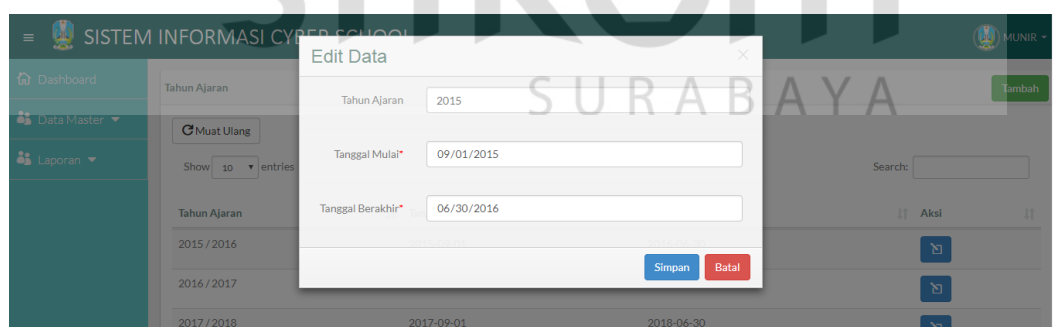 SURABAYA
SISTEM INFORMASI CYBER SCHOOL
MUNIR
Edit Data
Dashboard
Tahun Ajaran
Tambah
Tahun Ajaran 2015
Data Master
Muat Ulang
Laporan
Tanggal Mulai* 09/01/2015
Show 10 entries
Search:
Tanggal Berakhir* 06/30/2016
Tahun Ajaran
Aksi
2015 / 2016
Simpan Batal
2016 / 2017
2017 / 2018 2017-09-01 2018-06-30